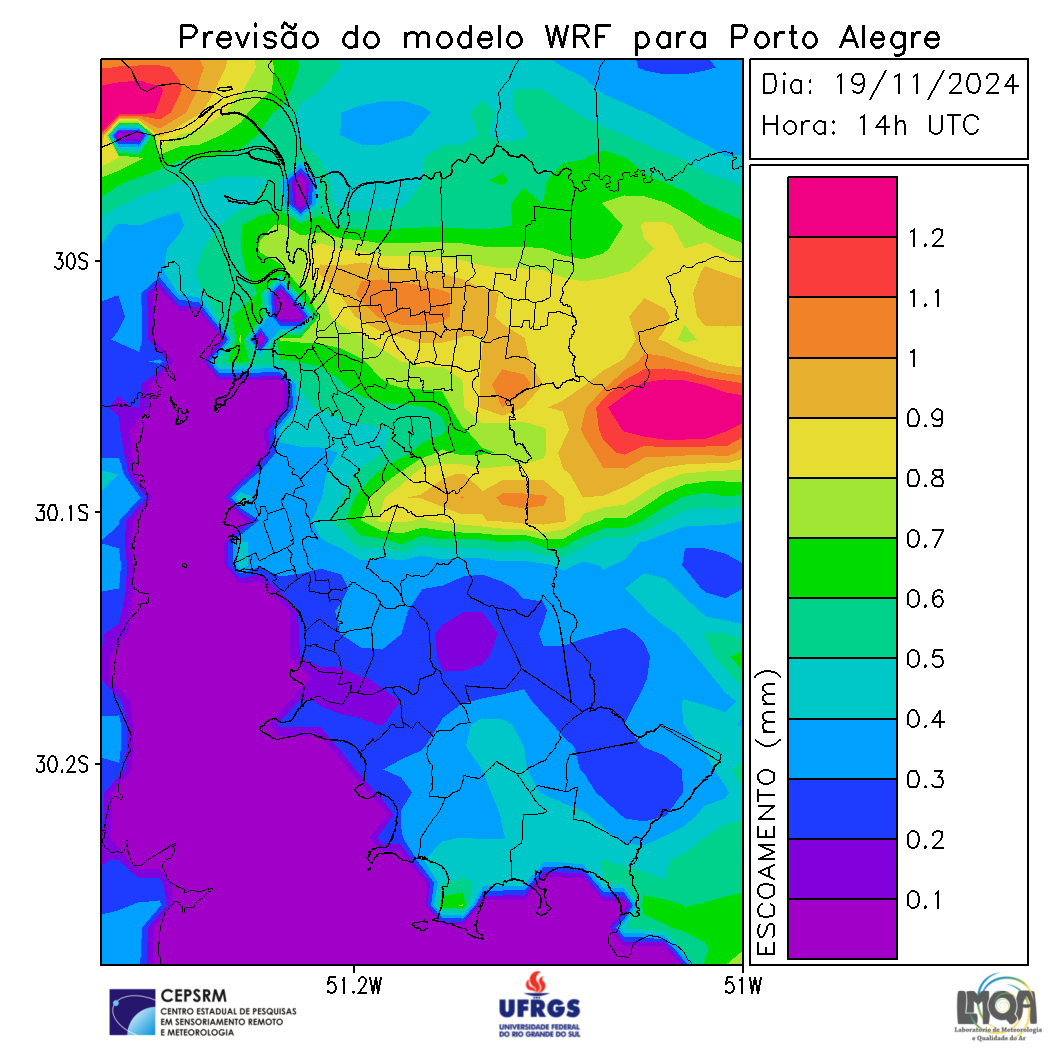 Previsão do modelo WRF para Porto Alegre
Dia: 19/11/2024
Hora: 14h UTC
30S
30.1S
30.2S
51.2W
51W
ESCOAMENTO (mm)
1.2
1.1
1
0.9
0.8
0.7
0.6
0.5
0.4
0.3
0.2
0.1
CEPSRM
CENTRO ESTADUAL DE PESQUISAS
EM SENSORIAMENTO REMOTO
E METEOROLOGIA
UFRGS
UNIVERSIDADE FEDERAL
DO RIO GRANDE DO SUL
LMQA
Laboratório de Meteorologia
e Qualidade do Ar